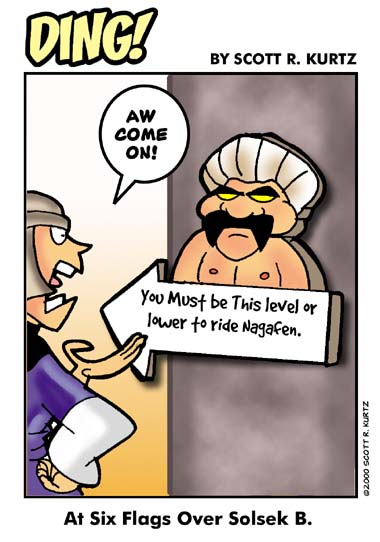 DING!
BY SCOTT R. KURTZ
AW
COME
ON!
You Must be This level or
lower to ride Nagafen.
©2000 SCOTT R. KURTZ
At Six Flags Over Solsek B.